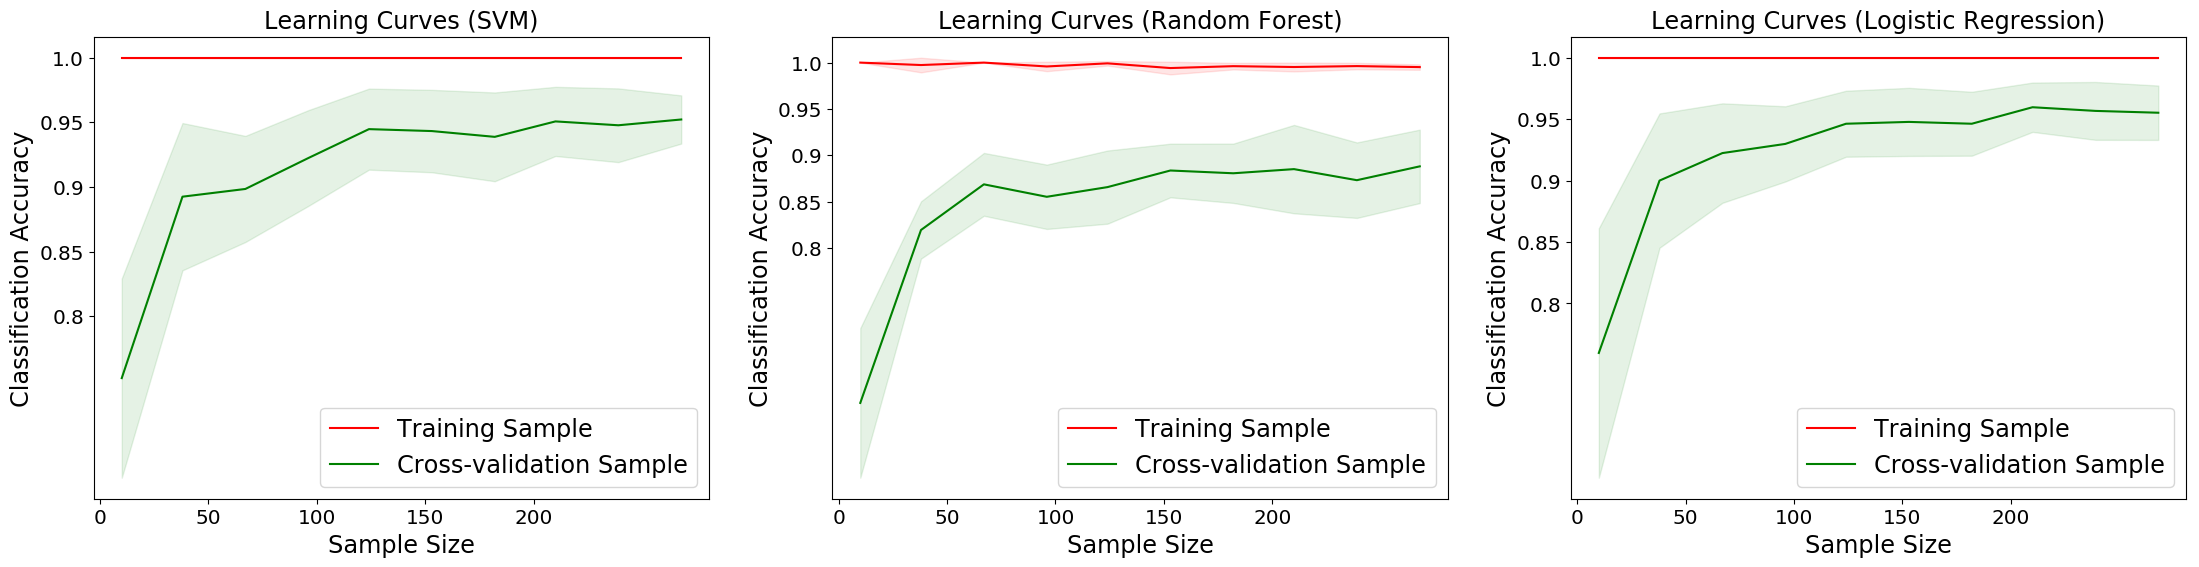 Learning Curves (SVM)
Classification Accuracy
1.0
0.95
0.9
0.85
0.8
Training Sample
Cross-validation Sample
0 50 100 150 200
Sample Size
Learning Curves (Random Forest)
Classification Accuracy
1.0
0.95
0.9
0.85
0.8
Training Sample
Cross-validation Sample
0 50 100 150 200
Sample Size
Learning Curves (Logistic Regression)
Classification Accuracy
1.0
0.95
0.9
0.85
0.8
Training Sample
Cross-validation Sample
0 50 100 150 200
Sample Size